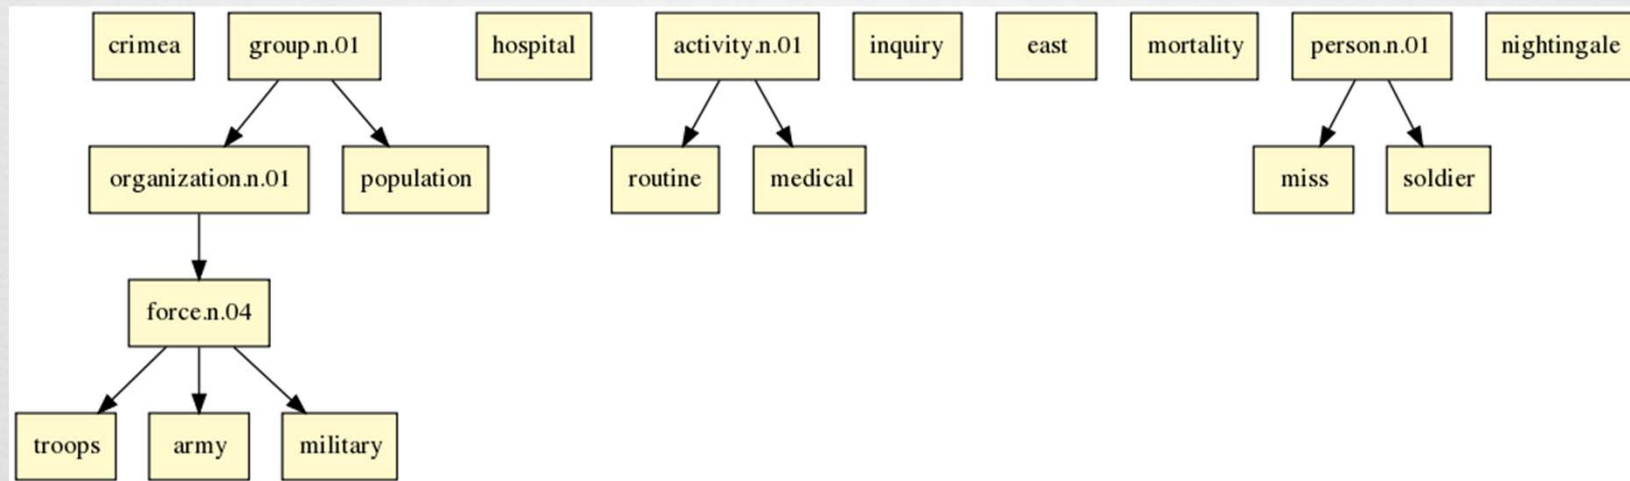 crimea group.n.01 hospital activity.n.01 inquiry east mortality person.n.01 nightingale
organization.n.01 population routine medical miss soldier
force.n.04
troops army military